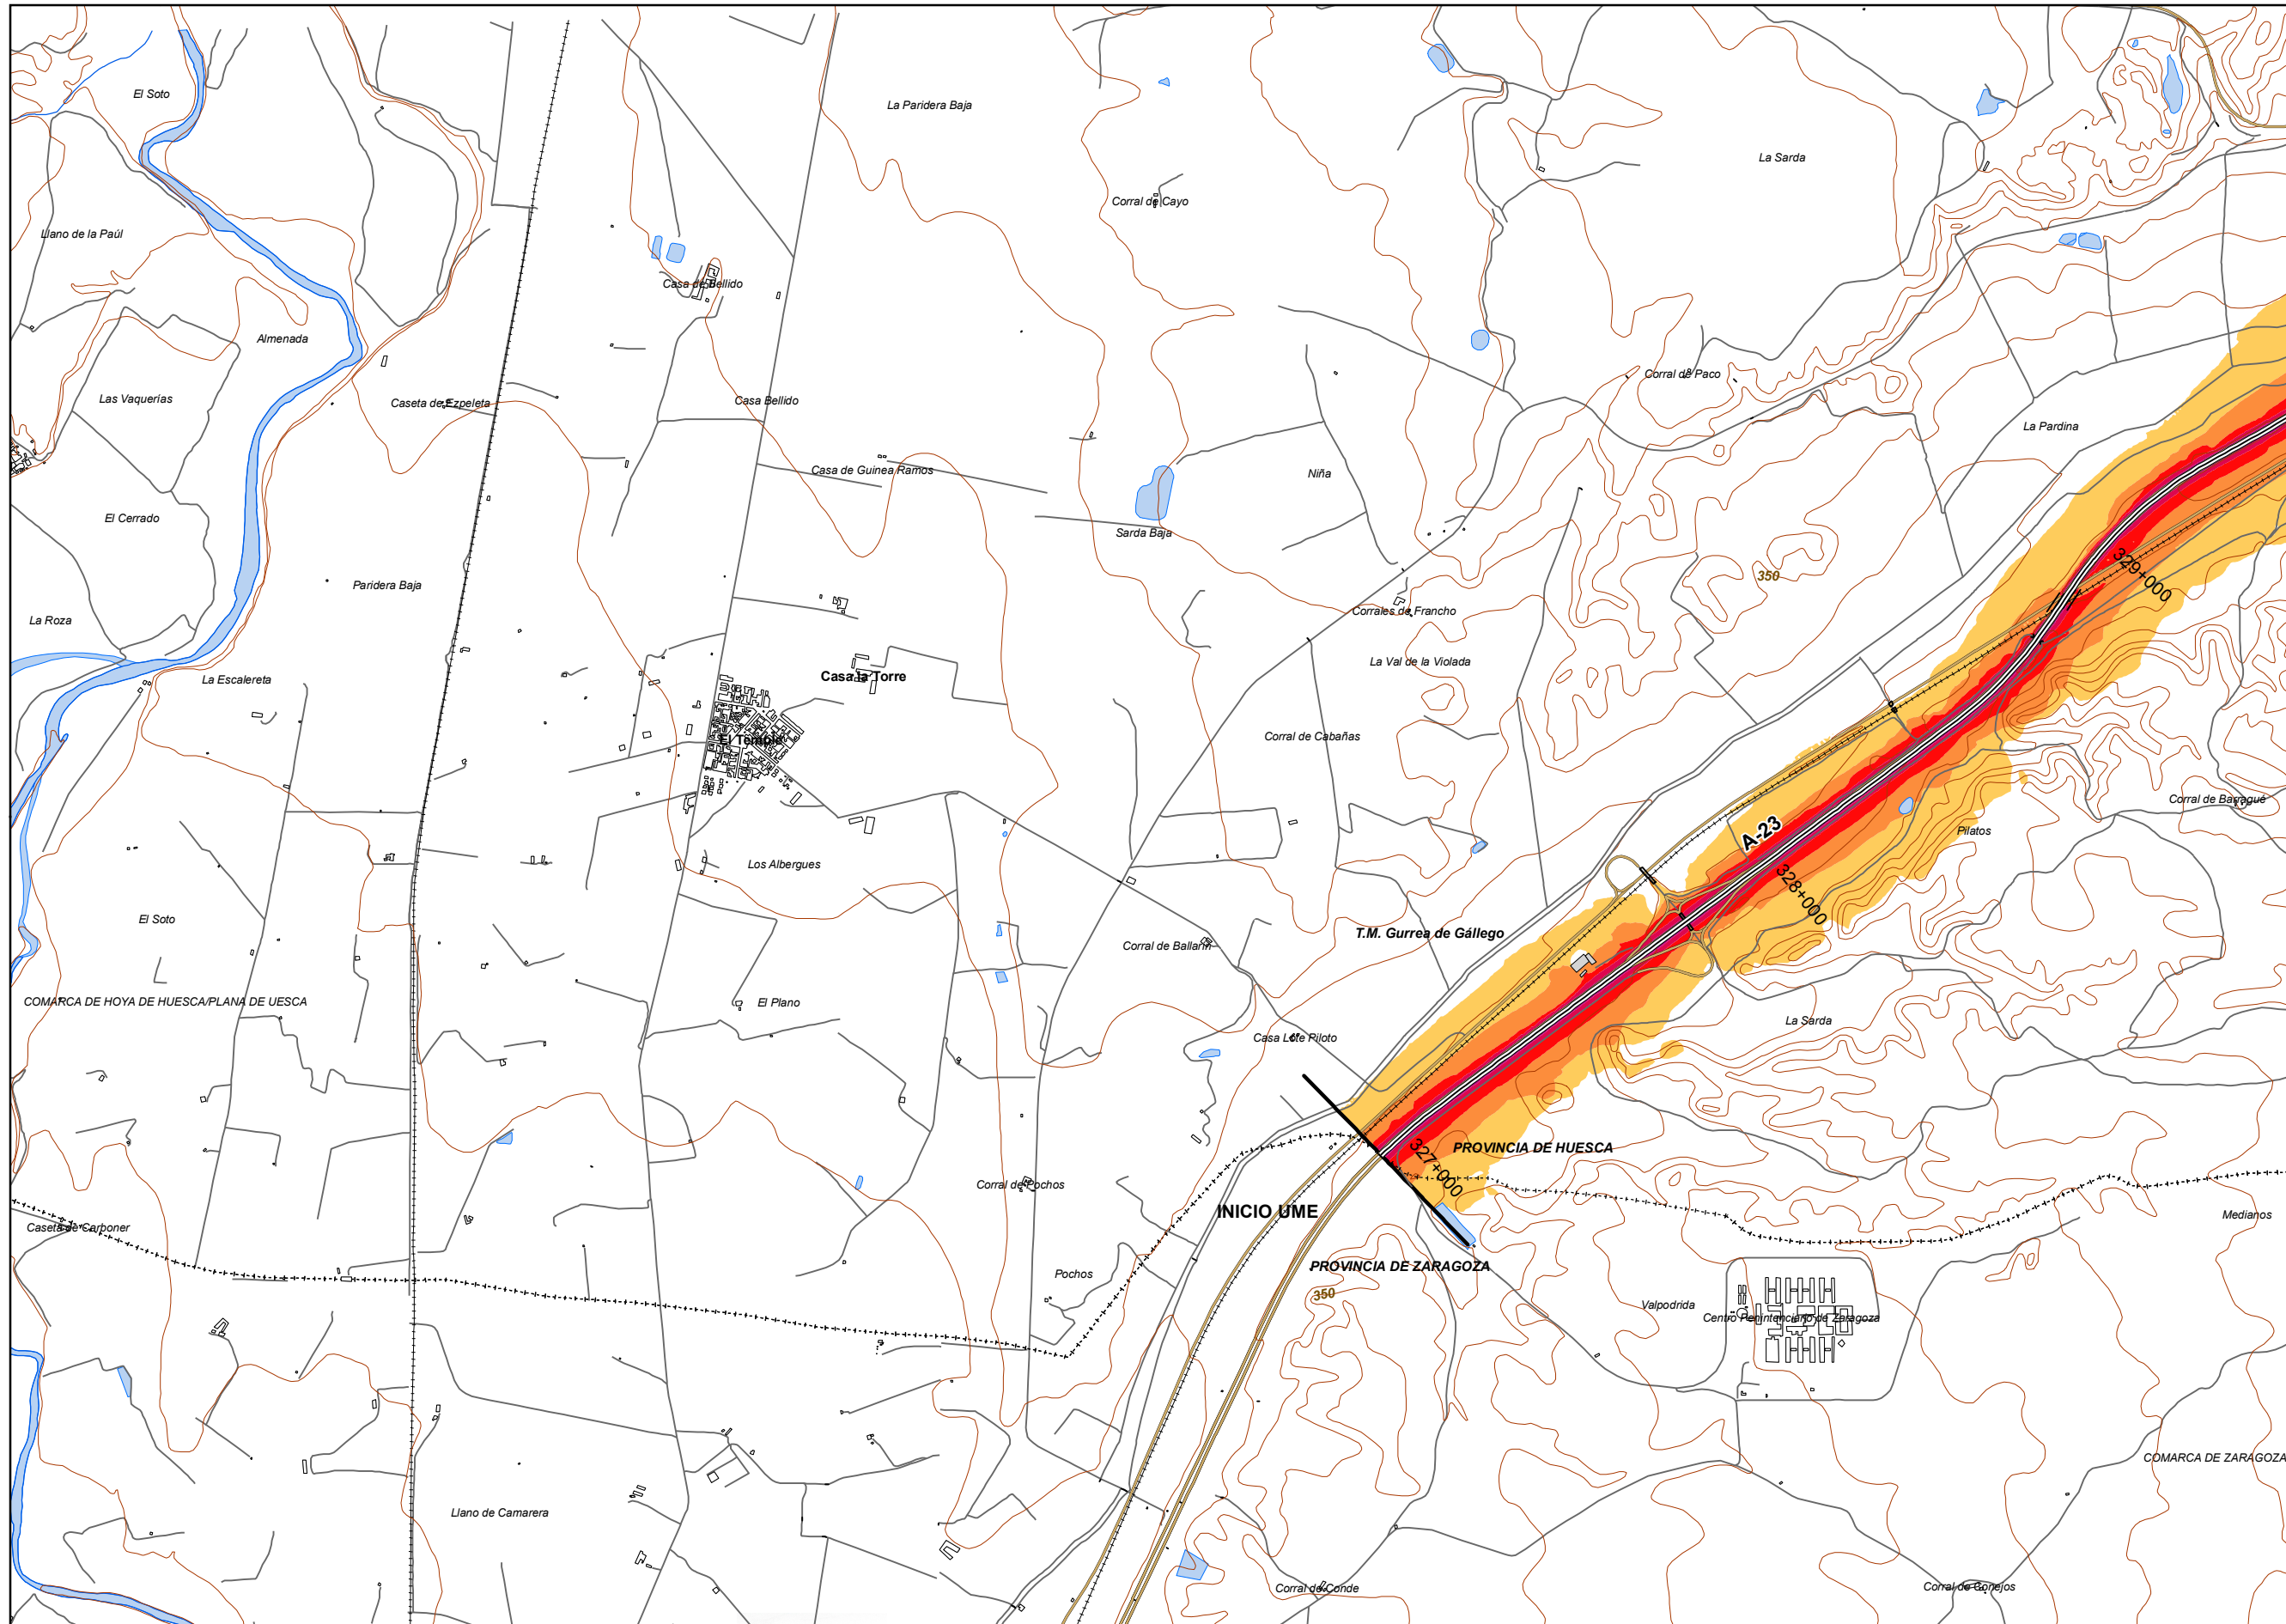 El Soto
La Paridera Baja
La Sarda
Corral de Cayo
Llano de la Paúl
Casa de Bellido
Almenada
Corral de Paco
Las Vaquerías
Caseta de Ezpeleta
Casa Bellido
La Pardina
Casa de Guinea Ramos
Niña
El Cerrado
Sarda Baja
350
329+000
Paridera Baja
Corrales de Francho
La Roza
La Val de la Violada
La Escalereta
Casa la Torre
El Temple
Corral de Cabañas
Corral de Barragué
A-23
Pilatos
Los Albergues
328+000
El Soto
T.M. Gurrea de Gállego
Corral de Ballarín
COMARCA DE HOYA DE HUESCA/PLANA DE UESCA
El Plano
La Sarda
Casa Lote Piloto
PROVINCIA DE HUESCA
327+000
Corral de Pochos
INICIO UME
Medianos
Caseta de Carboner
PROVINCIA DE ZARAGOZA
Pochos
350
Valpodrida
Centro Penintenciario de Zaragoza
COMARCA DE ZARAGOZA
Llano de Camarera
Corral de Conde
Corral de Conejos